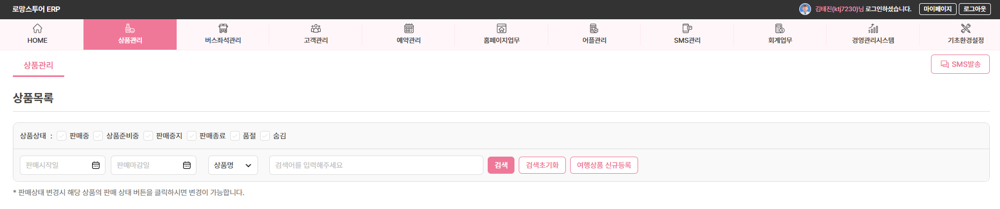 로망스투어 ERP
김태진(ktj7230)님 로그인하셨습니다. 마이페이지 로그아웃
HOME 상품관리 버스좌석관리 고객관리 예약관리 홈페이지업무 어플관리 SMS관리 회계업무 경영관리시스템 기초환경설정
상품관리
SMS발송
상품목록
상품상태 : 판매중 상품준비중 판매중지 판매종료 품절 숨김
판매시작일 판매마감일 상품명 검색어를 입력해주세요 검색 검색초기화 여행상품 신규등록
* 판매상태 변경시 해당 상품의 판매 상태 버튼을 클릭하시면 변경이 가능합니다.